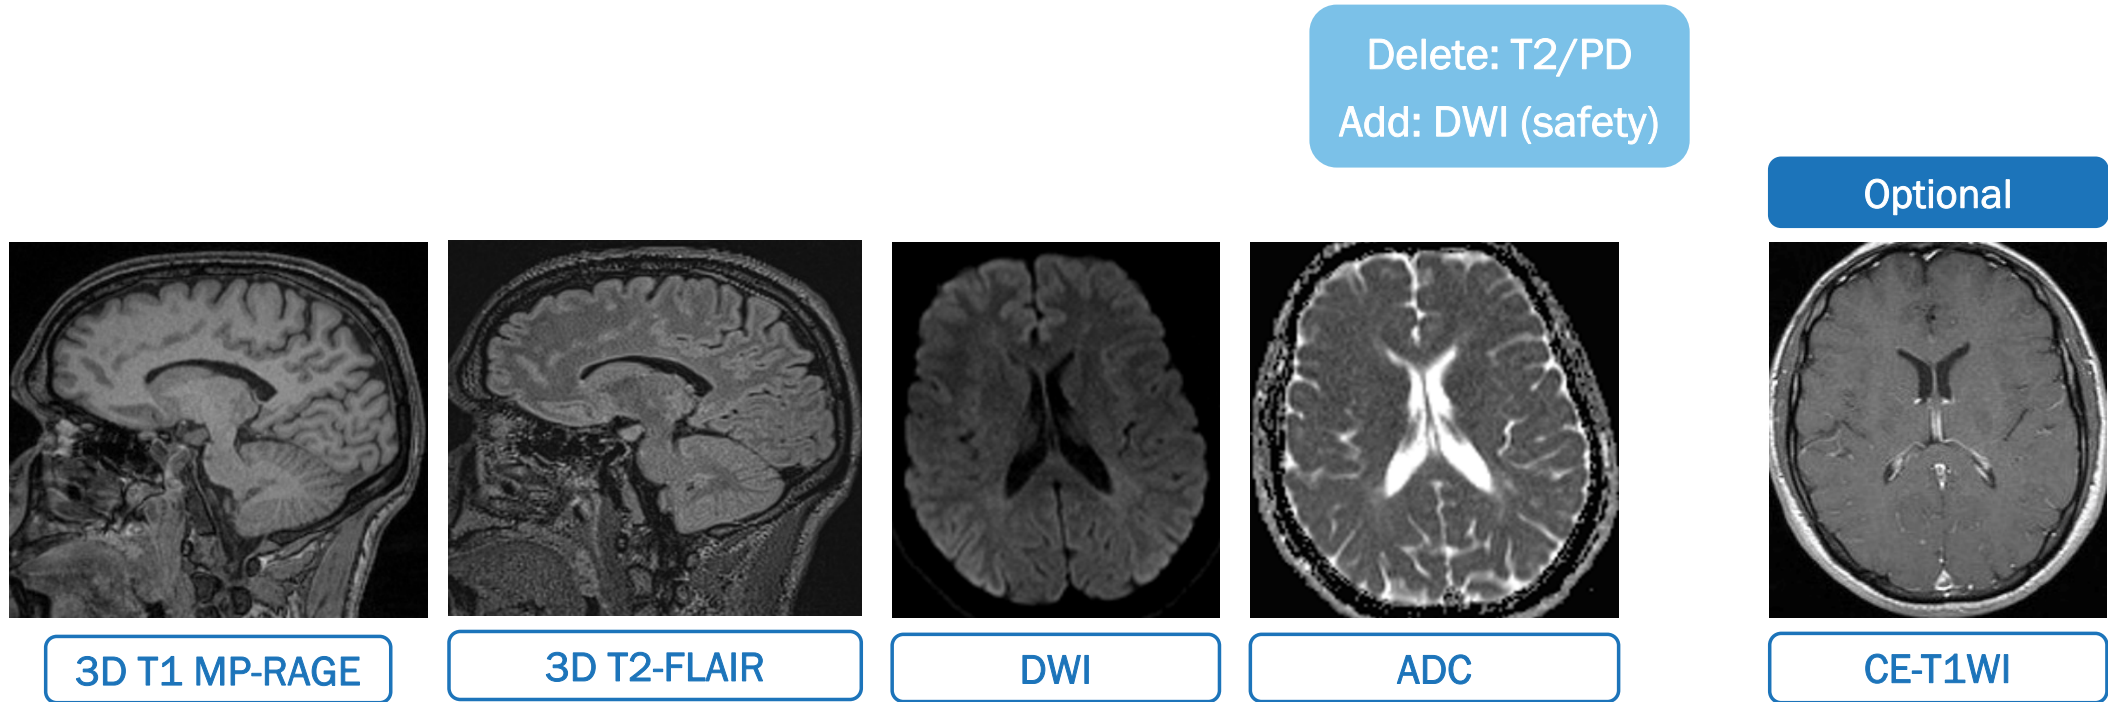 Delete: T2/PD
Add: DWI (safety)
Optional
3D T1 MP-RAGE
3D T2-FLAIR
DWI
ADC
CE-T1WI